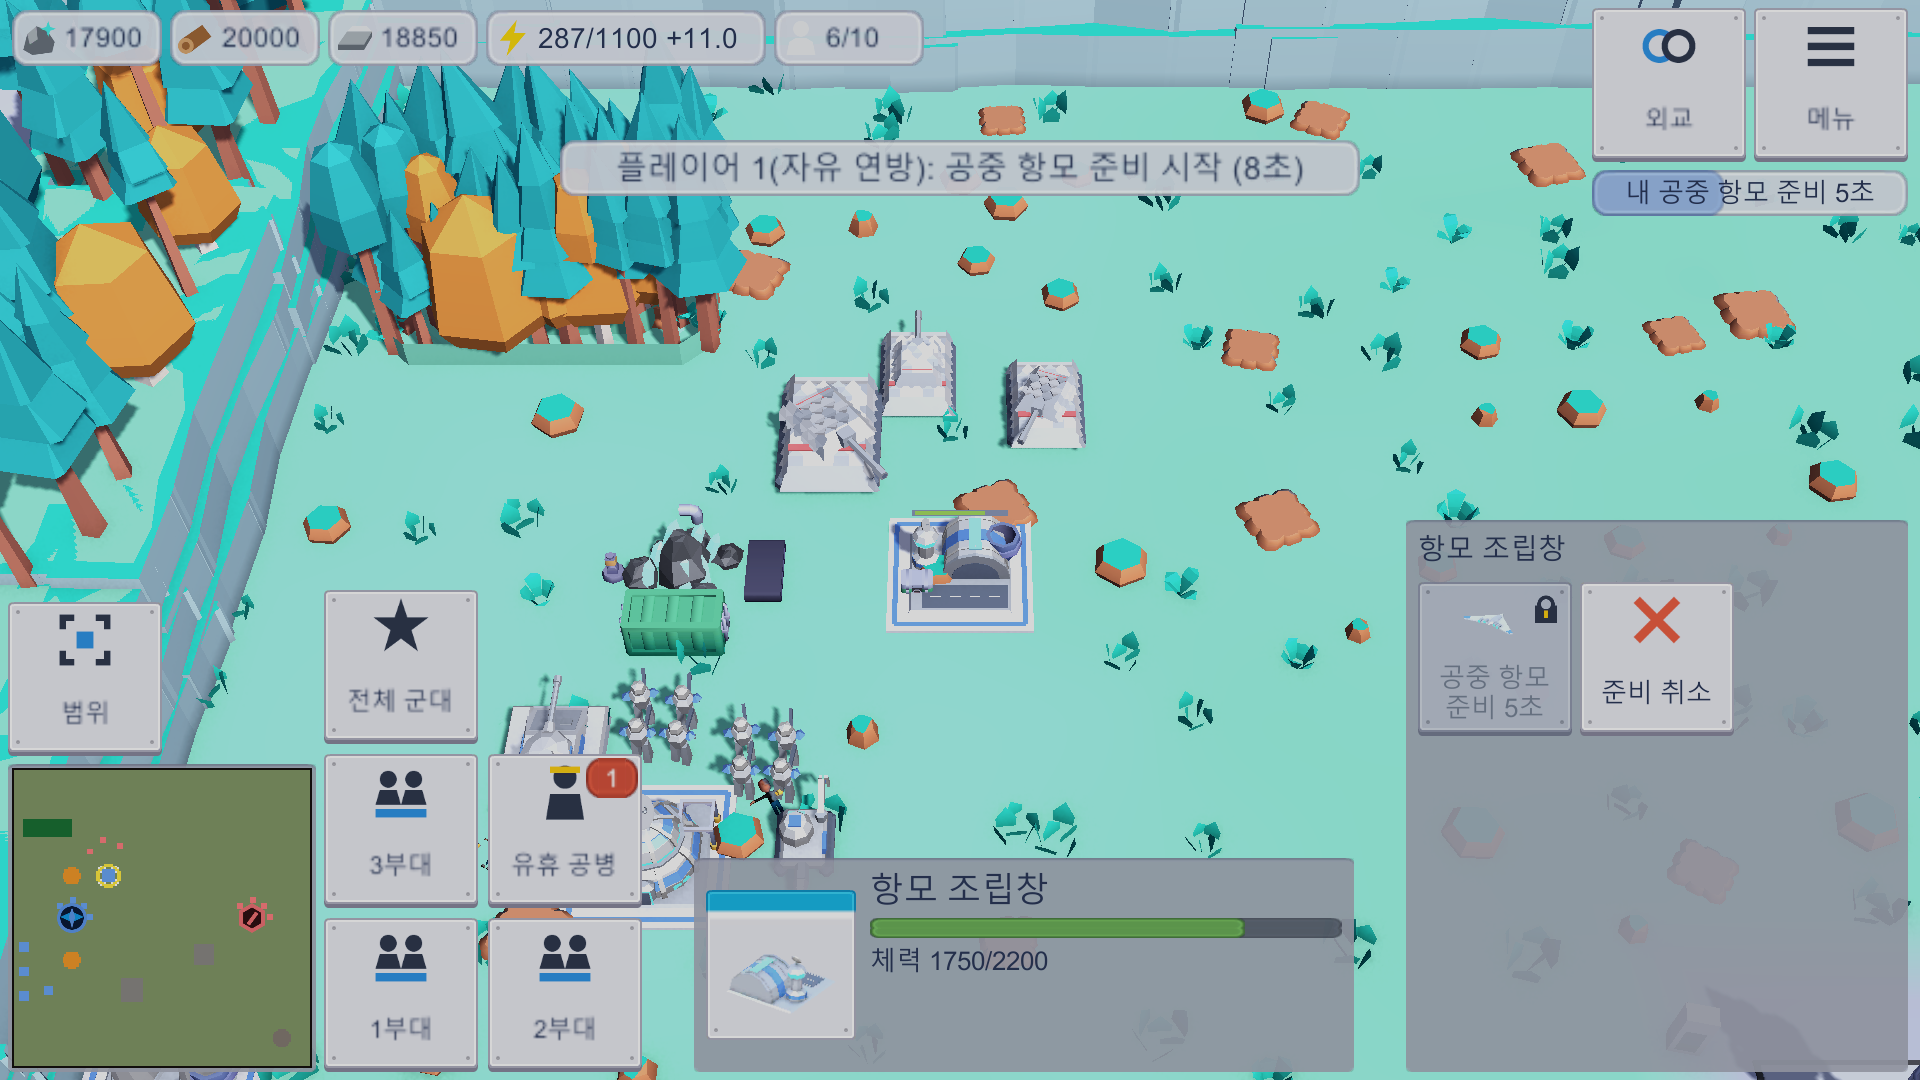 17900
20000
18850
287/1100 +11.0
6/10
외교
메뉴
플레이어 1(자유 연방): 공중 항모 준비 시작 (8초)
내 공중 항모 준비 5초
항모 조립창
공중 항모
준비 5초
준비 취소
범위
전체 군대
3부대
1
유휴 공병
1부대
2부대
항모 조립창
체력 1750/2200